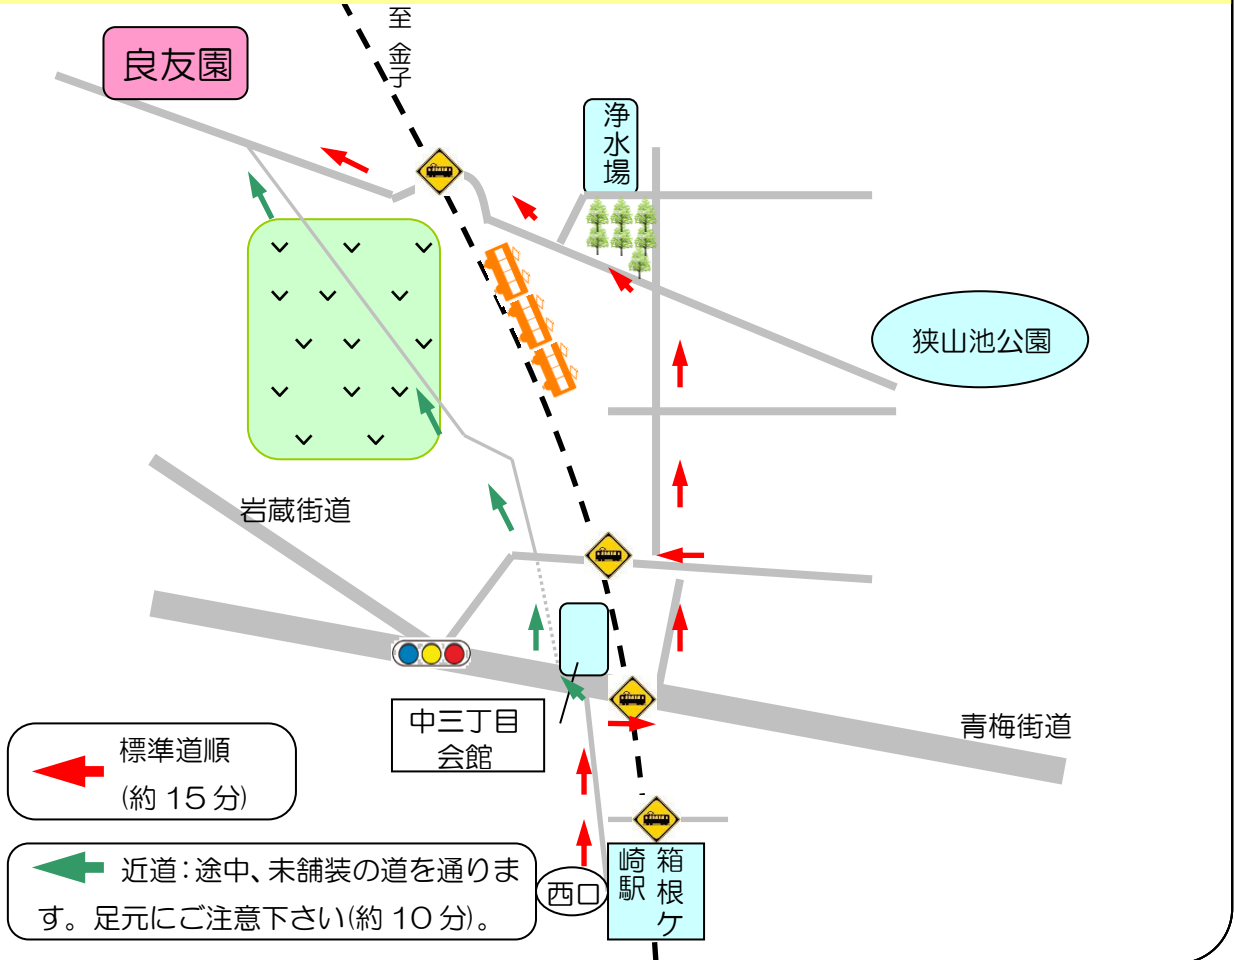 至 金子
良友園
浄水場
狭山池公園
岩蔵街道
中三丁目
会館
青梅街道
標準道順
(約 15 分)
近道：途中、未舗装の道を通りま
す。足元にご注意下さい(約 10 分)。
西口
箱根ケ
崎駅